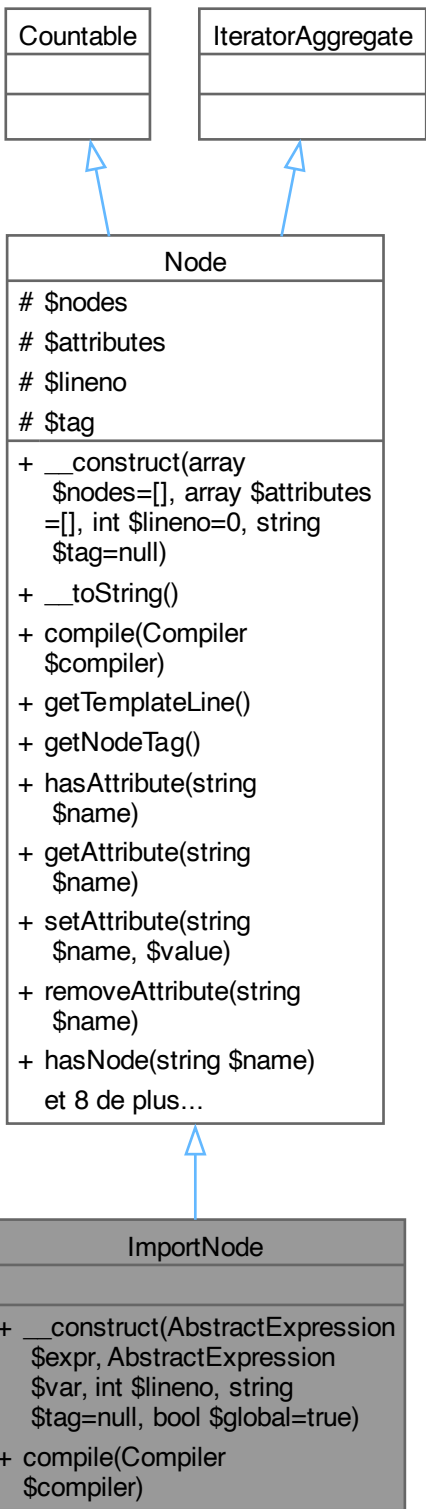 Countable
IteratorAggregate
Node
# $nodes
# $attributes
# $lineno
# $tag
+ __construct(array
$nodes=[], array $attributes
=[], int $lineno=0, string
$tag=null)
+ __toString()
+ compile(Compiler
$compiler)
+ getTemplateLine()
+ getNodeTag()
+ hasAttribute(string
$name)
+ getAttribute(string
$name)
+ setAttribute(string
$name, $value)
+ removeAttribute(string
$name)
+ hasNode(string $name)
et 8 de plus...
ImportNode
+ __construct(AbstractExpression
$expr, AbstractExpression
$var, int $lineno, string
$tag=null, bool $global=true)
+ compile(Compiler
$compiler)